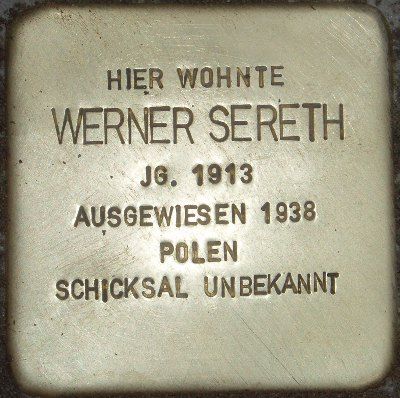 HIER WOHNTE
WERNER SERETH
JG. 1913
AUSGEWIESEN 1938
POLEN
SCHICKSAL UNBEKANNT